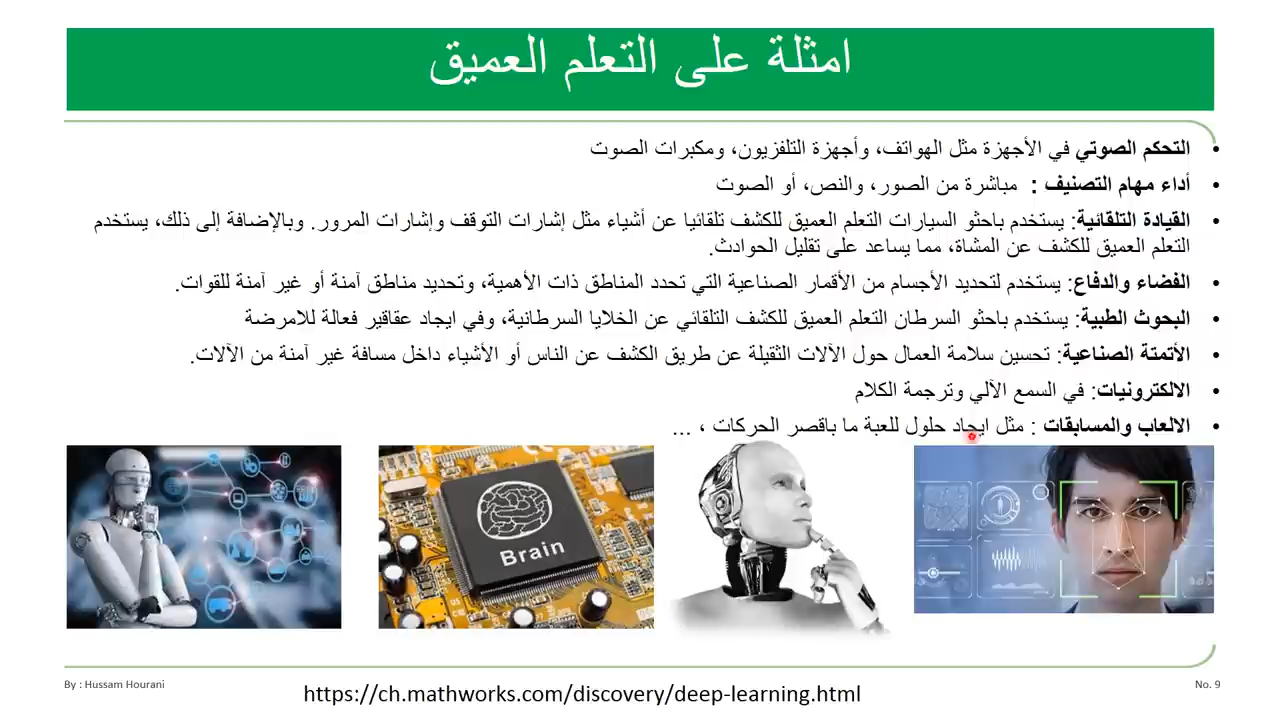 امثلة على التعلم العميق
• التحكم الصوتي في الأجهزة مثل الهواتف، وأجهزة التلفزيون، ومكبرات الصوت
• أداء مهام التصنيف : مباشرة من الصور، والنص، أو الصوت
• القيادة التلقائية: يستخدم باحثو السيارات التعلم العميق للكشف تلقائيا عن أشياء مثل إشارات التوقف وإشارات المرور. وبالإضافة إلى ذلك، يستخدم
التعلم العميق للكشف عن المشاة، مما يساعد على تقليل الحوادث.
• الفضاء والدفاع: يستخدم لتحديد الأجسام من الأقمار الصناعية التي تحدد المناطق ذات الأهمية، وتحديد مناطق آمنة أو غير آمنة للقوات.
• البحوث الطبية: يستخدم باحثو السرطان التعلم العميق للكشف التلقائي عن الخلايا السرطانية، وفي ايجاد عقاقير فعالة للامرضة
• الأتمتة الصناعية: تحسين سلامة العمال حول الآلات الثقيلة عن طريق الكشف عن الناس أو الأشياء داخل مسافة غير آمنة من الآلات.
• الالكترونيات: في السمع الآلي وترجمة الكلام
• الالعاب والمسابقات : مثل ايجاد حلول للعبة ما باقصر الحركات ، ...
Brain
By : Hussam Hourani
https://ch.mathworks.com/discovery/deep-learning.html
No. 9